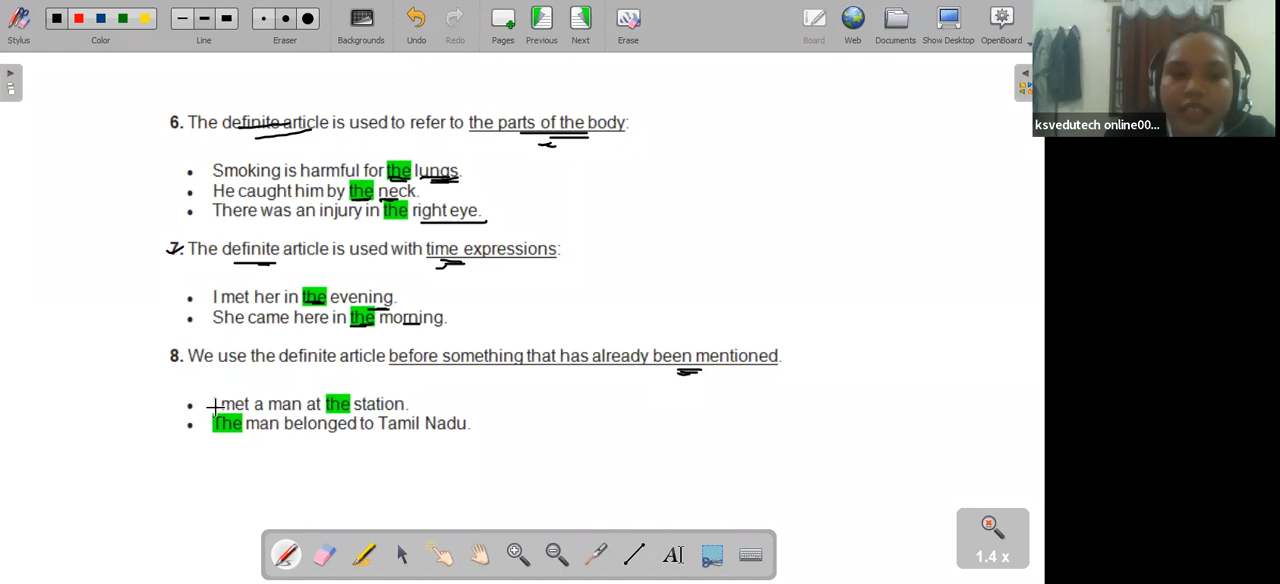 Stylus
Color
Line
Eraser
Backgrounds
Undo
Redo
Pages
Previous
Next
Erase
Board
Web
Documents
Show Desktop
OpenBoard
6. The definite article is used to refer to the parts of the body:
• Smoking is harmful for the lungs.
• He caught him by the neck.
• There was an injury in the right eye.
7. The definite article is used with time expressions:
• I met her in the evening.
• She came here in the morning.
8. We use the definite article before something that has already been mentioned.
• I met a man at the station.
• The man belonged to Tamil Nadu.
ksvedutech online00...
1.4 x